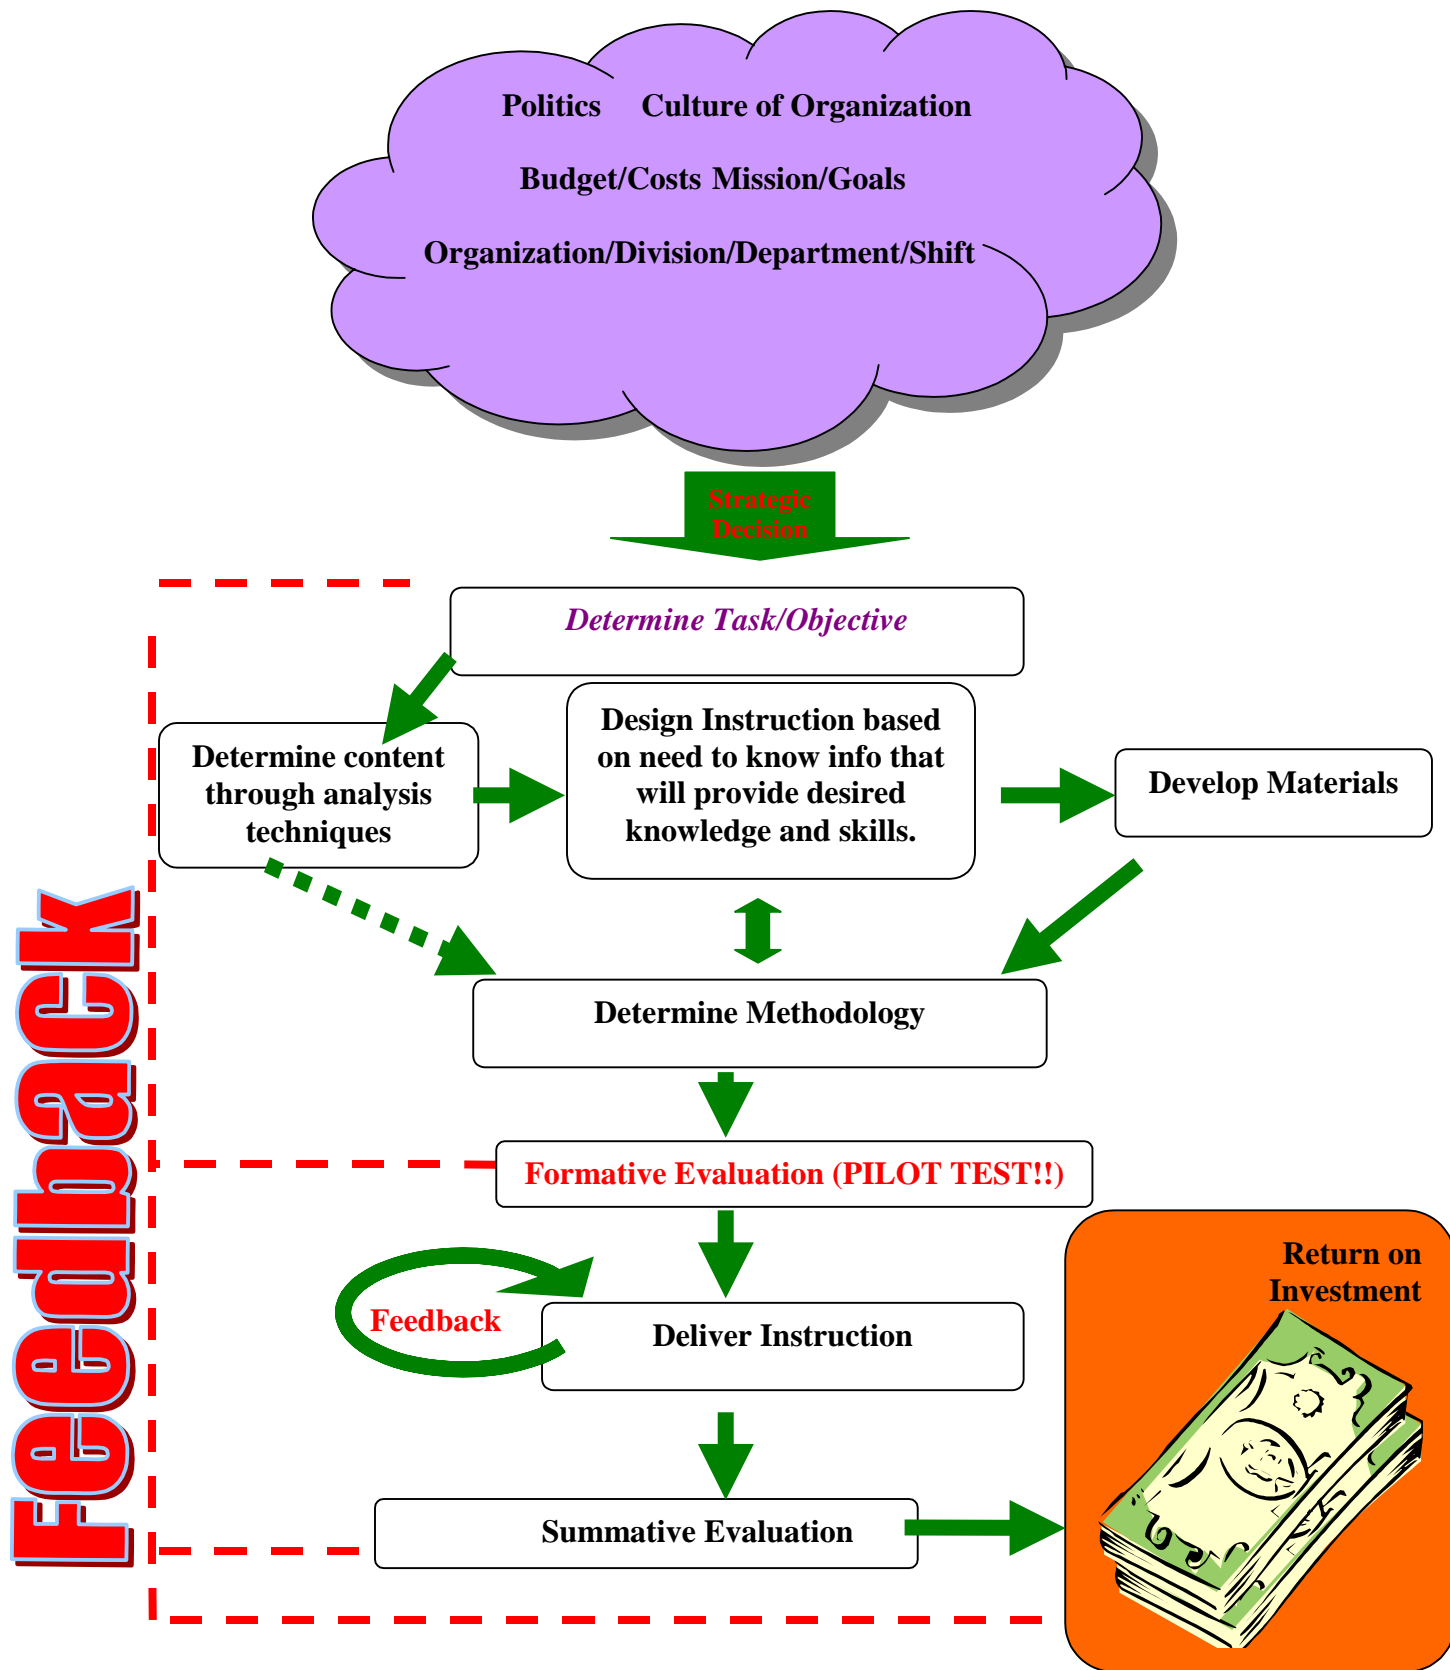 Politics Culture of Organization
Budget/Costs Mission/Goals
Organization/Division/Department/Shift
Strategic
Decision
Determine Task/Objective
Determine content
through analysis
techniques
Design Instruction based
on need to know info that
will provide desired
knowledge and skills.
Develop Materials
Determine Methodology
Feedback
Formative Evaluation (PILOT TEST!!)
Feedback
Deliver Instruction
Return on
Investment
Summative Evaluation